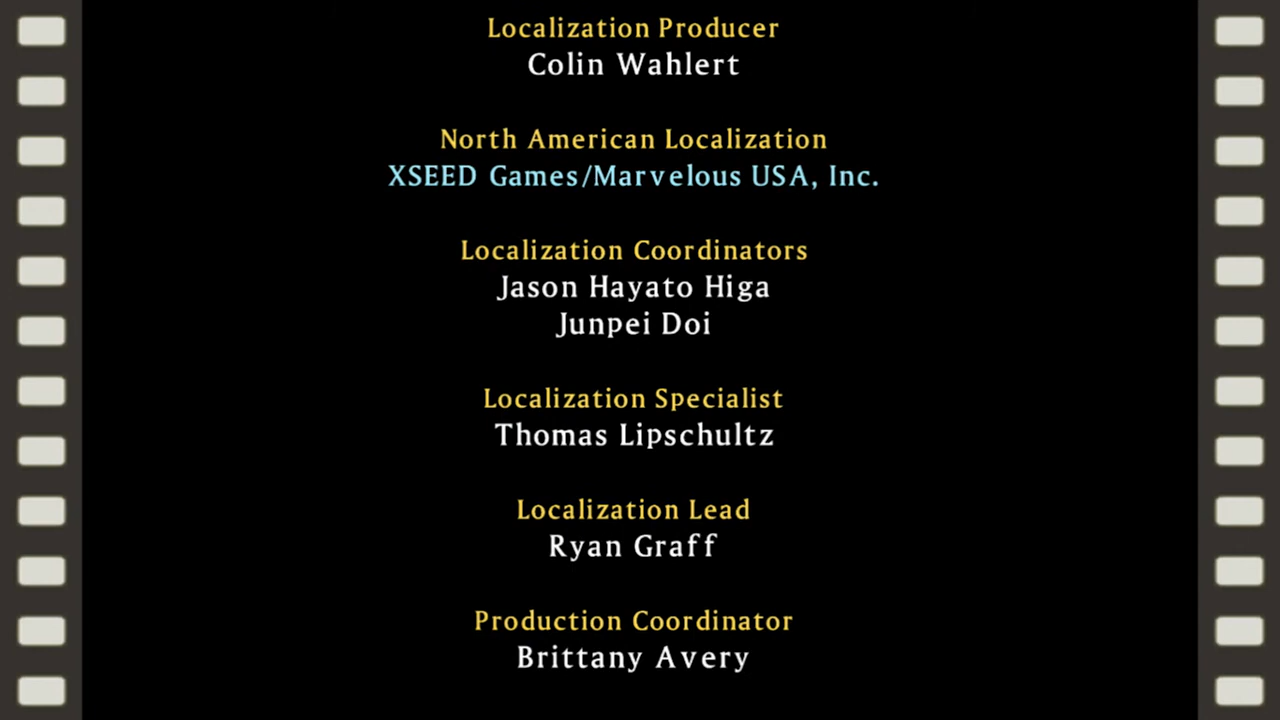 Localization Producer
Colin Wahlert
North American Localization
XSEED Games/Marvelous USA, Inc.
Localization Coordinators
Jason Hayato Higa
Junpei Doi
Localization Specialist
Thomas Lipschultz
Localization Lead
Ryan Graff
Production Coordinator
Brittany Avery